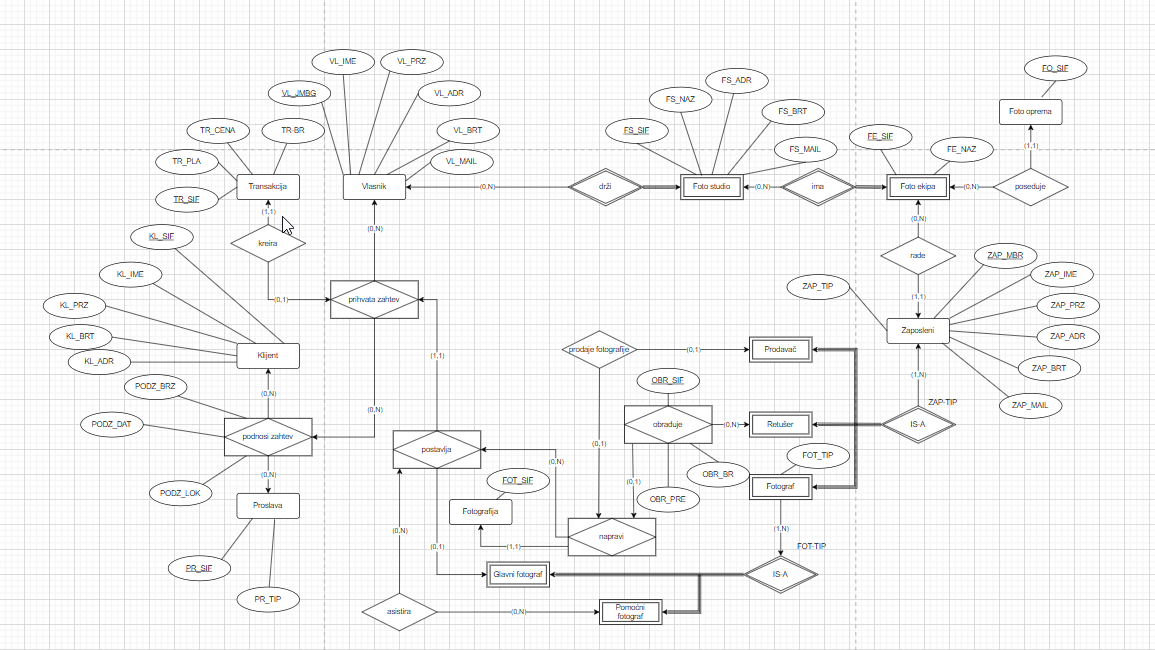 VL_IME
VL_PRZ
FO_SIF
FS_ADR
VL_JMBG
VL_ADR
FS_NAZ
FS_BRT
Foto oprema
TR_CENA
TR-BR
VL_BRT
FS_SIF
FE_SIF
FS_MAIL
FE_NAZ
(1,1)
TR_PLA
VL_MAIL
Transakcija
Vlasnik
(0,N)
drži
Foto studio
(0,N)
ima
Foto ekipa
(0,N)
poseduje
TR_SIF
(1,1)
(0,N)
(0,N)
KL_SIF
kreira
rade
ZAP_MBR
KL_IME
ZAP_IME
ZAP_TIP
(0,1)
prihvata zahtev
(1,1)
KL_PRZ
ZAP_PRZ
KL_BRT
Zaposleni
ZAP_ADR
Klijent
(1,1)
prodaje fotografije
(0,1)
Prodavač
KL_ADR
ZAP_BRT
(1,N)
PODZ_BRZ
(0,N)
OBR_SIF
ZAP-TIP
ZAP_MAIL
(0,N)
PODZ_DAT
podnosi zahtev
obraduje
(0,N)
Retušer
IS-A
postavlja
(0,1)
FOT_TIP
(0,N)
(0,N)
OBR_BR
FOT_SIF
(0,1)
Fotograf
PODZ_LOK
OBR_PRE
Proslava
Fotografija
(0,N)
(1,N)
napravi
(0,1)
(1,1)
FOT-TIP
PR_SIF
Glavni fotograf
IS-A
PR_TIP
asistira
(0,N)
Pomoćni
fotograf